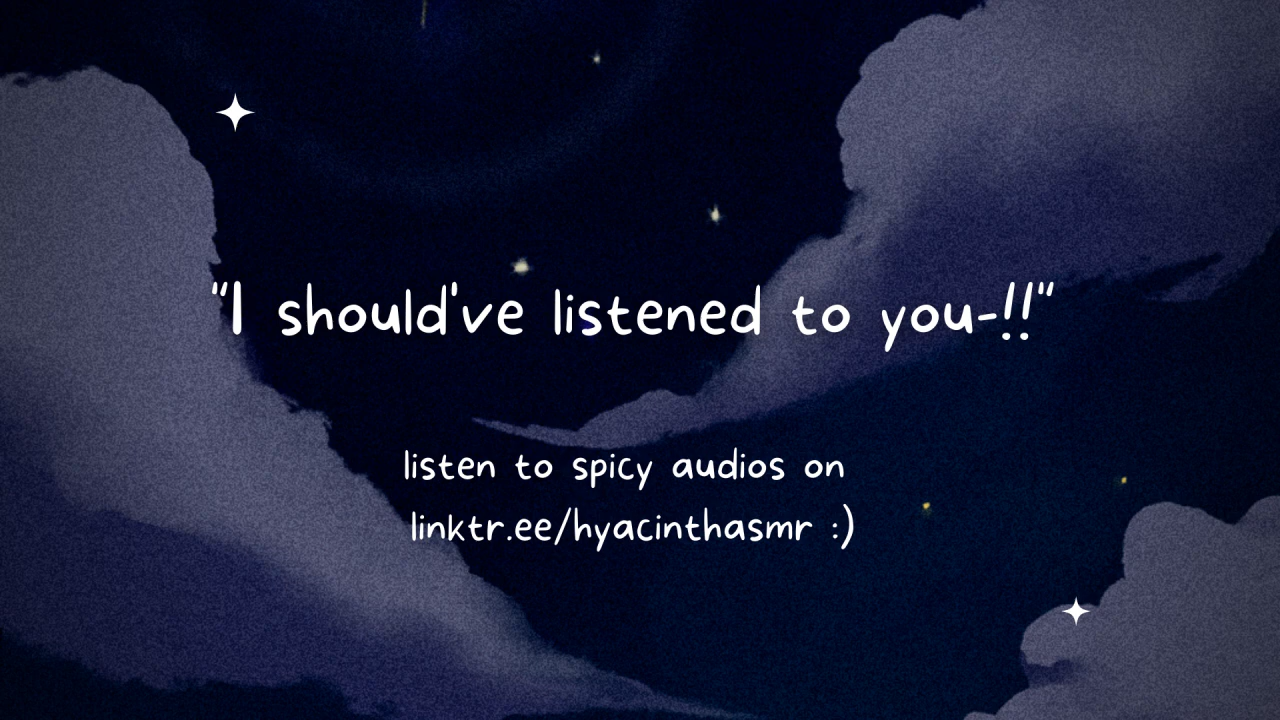 "I should've listened to you-!!"
listen to spicy audios on
linktr.ee/hyacinthasmr :)